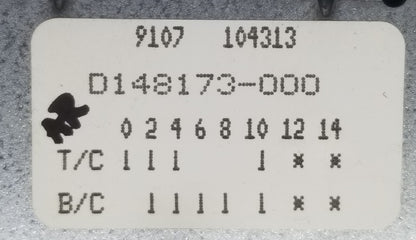 9107 104313
D148173-000
0 2 4 6 8 10 12 14
T/C 1 1 1 1 * *
B/C 1 1 1 1 1 * *